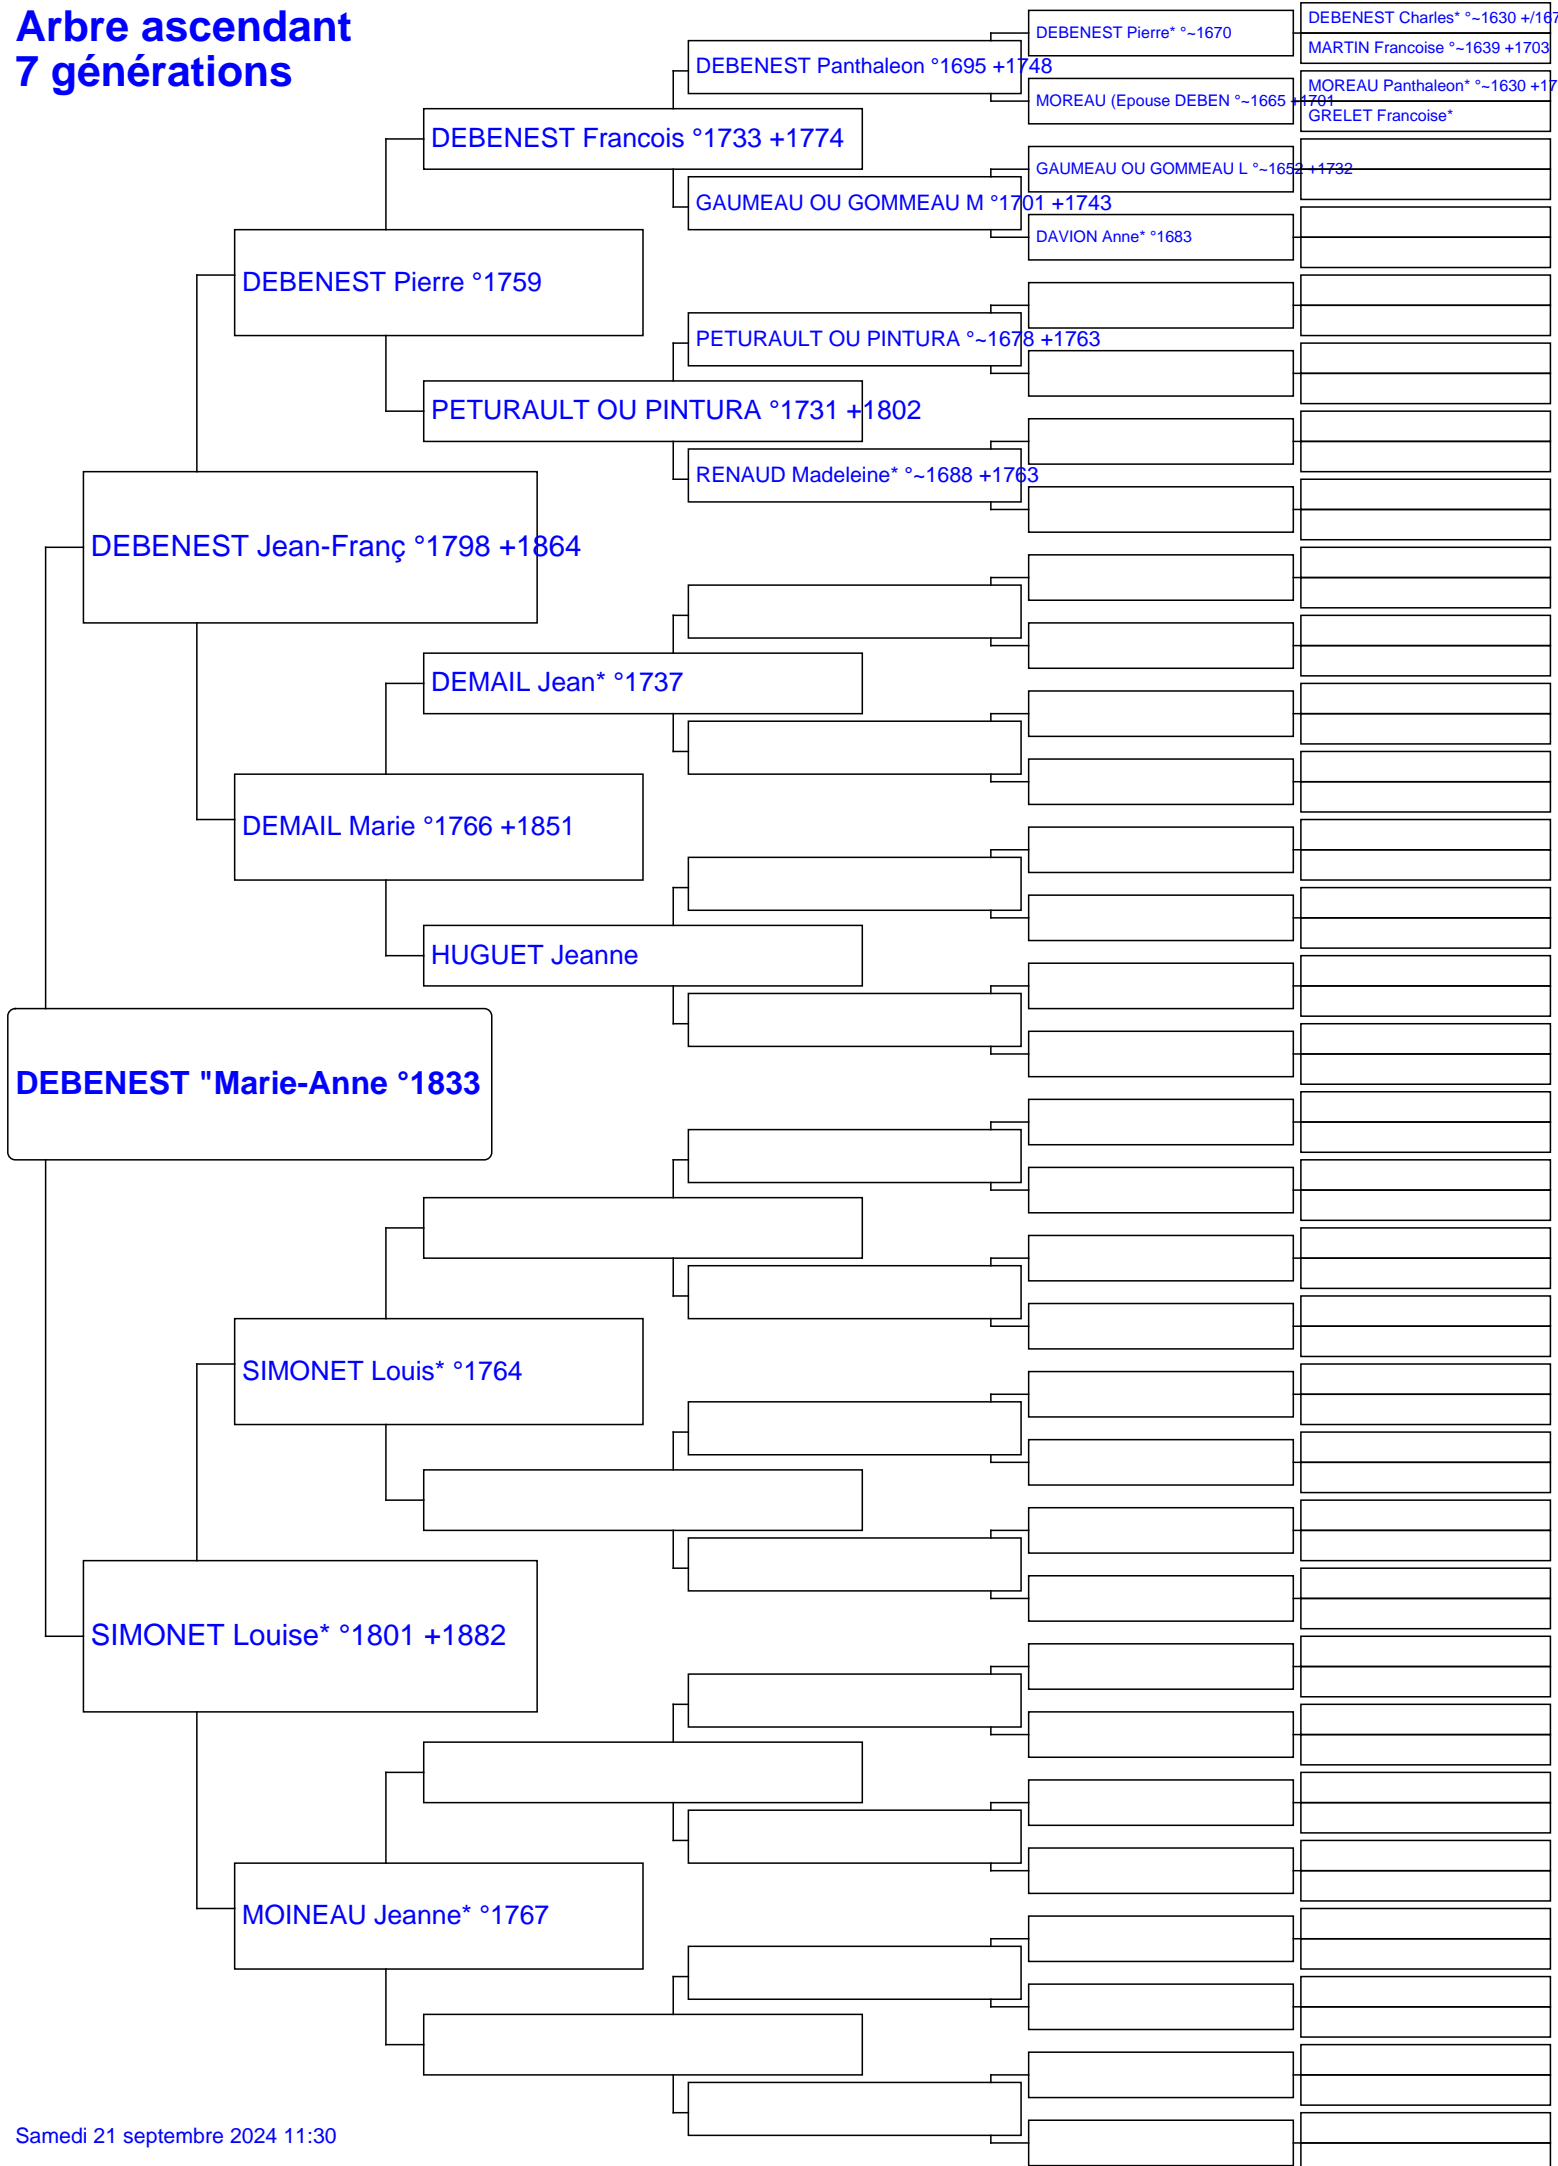 Arbre ascendant
7 générations
DEBENEST Charles* °~1630 +/167
DEBENEST Pierre* °~1670
MARTIN Francoise °~1639 +1703
DEBENEST Panthaleon °1695 +1748
MOREAU Panthaleon* °~1630 +17
MOREAU (Epouse DEBEN °~1665 +1701
GRELET Francoise*
DEBENEST Francois °1733 +1774
GAUMEAU OU GOMMEAU L °~1652 +1732
GAUMEAU OU GOMMEAU M °1701 +1743
DAVION Anne* °1683
DEBENEST Pierre °1759
PETURAULT OU PINTURA °~1678 +1763
PETURAULT OU PINTURA °1731 +1802
RENAUD Madeleine* °~1688 +1763
DEBENEST Jean-Franç °1798 +1864
DEMAIL Jean* °1737
DEMAIL Marie °1766 +1851
HUGUET Jeanne
DEBENEST "Marie-Anne °1833
SIMONET Louis* °1764
SIMONET Louise* °1801 +1882
MOINEAU Jeanne* °1767
Samedi 21 septembre 2024 11:30